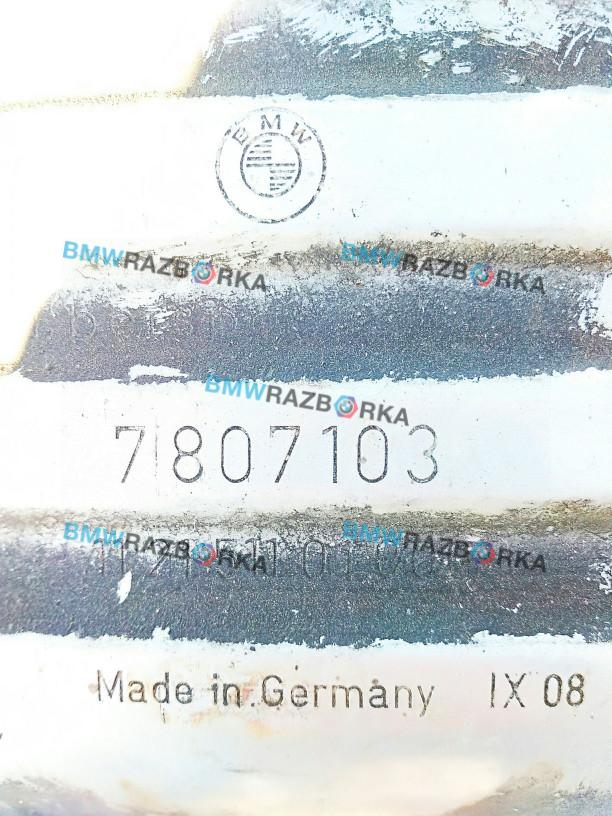 BMW
BMWRAZBORKA BMWRAZBORKA
BMWRAZBORKA
7807103
BMWRAZBORKA BMWRAZBORKA
Made in Germany IX 08